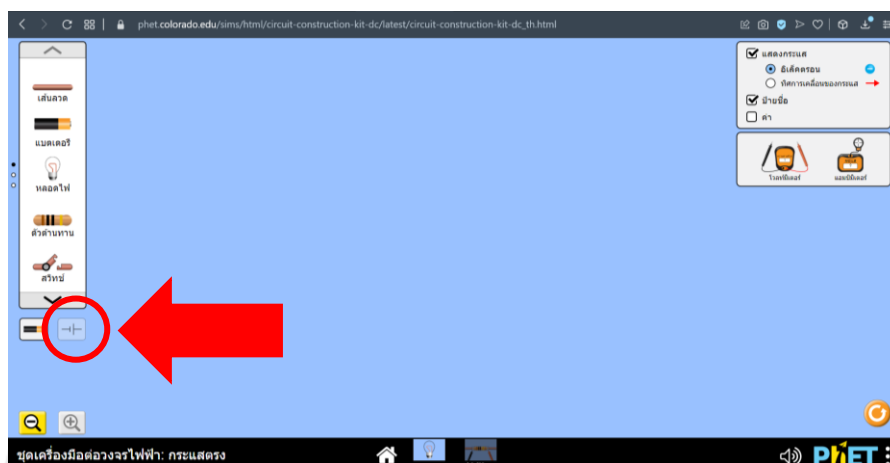 88
phet.colorado.edu/sims/html/circuit-construction-kit-dc/latest/circuit-construction-kit-dc_th.html
เส้นลวด
แบตเตอรี
หลอดไฟ
ตัวต้านทาน
สวิทช์
แสดงกระแส
อิเล็คตรอน
ทิศการเคลื่อนของกระแส
ป้ายชื่อ
ค่า
โวลท์มิเตอร์
แอมป์มิเตอร์
ชุดเครื่องมือต่อวงจรไฟฟ้า: กระแสตรง
PhET